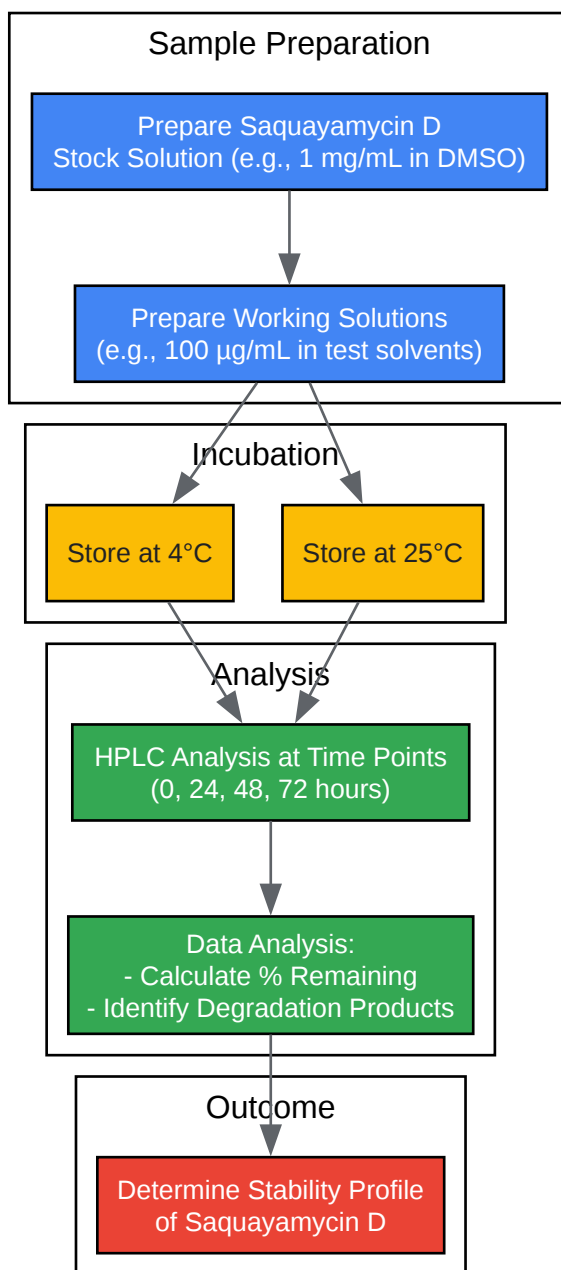 Sample Preparation
Prepare Saquayamycin D
Stock Solution (e.g., 1 mg/mL in DMSO)
Prepare Working Solutions
(e.g., 100 µg/mL in test solvents)
Incubation
Store at 4°C
Store at 25°C
Analysis
HPLC Analysis at Time Points
(0, 24, 48, 72 hours)
Data Analysis:
- Calculate % Remaining
- Identify Degradation Products
Outcome
Determine Stability Profile
of Saquayamycin D